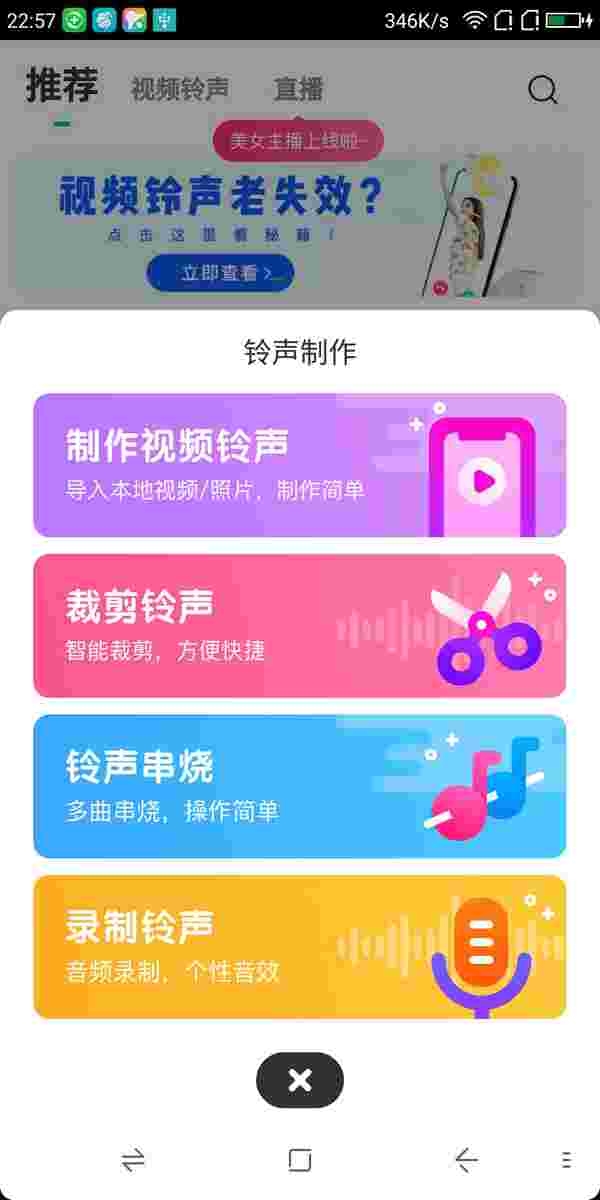 22:57 346K/s
推荐 视频铃声 直播
美女主播上线啦~
视频铃声老失效?
点击这里看秘籍!
立即查看>
铃声制作
制作视频铃声
导入本地视频/照片，制作简单
裁剪铃声
智能裁剪，方便快捷
铃声串烧
多曲串烧，操作简单
录制铃声
音频录制，个性音效